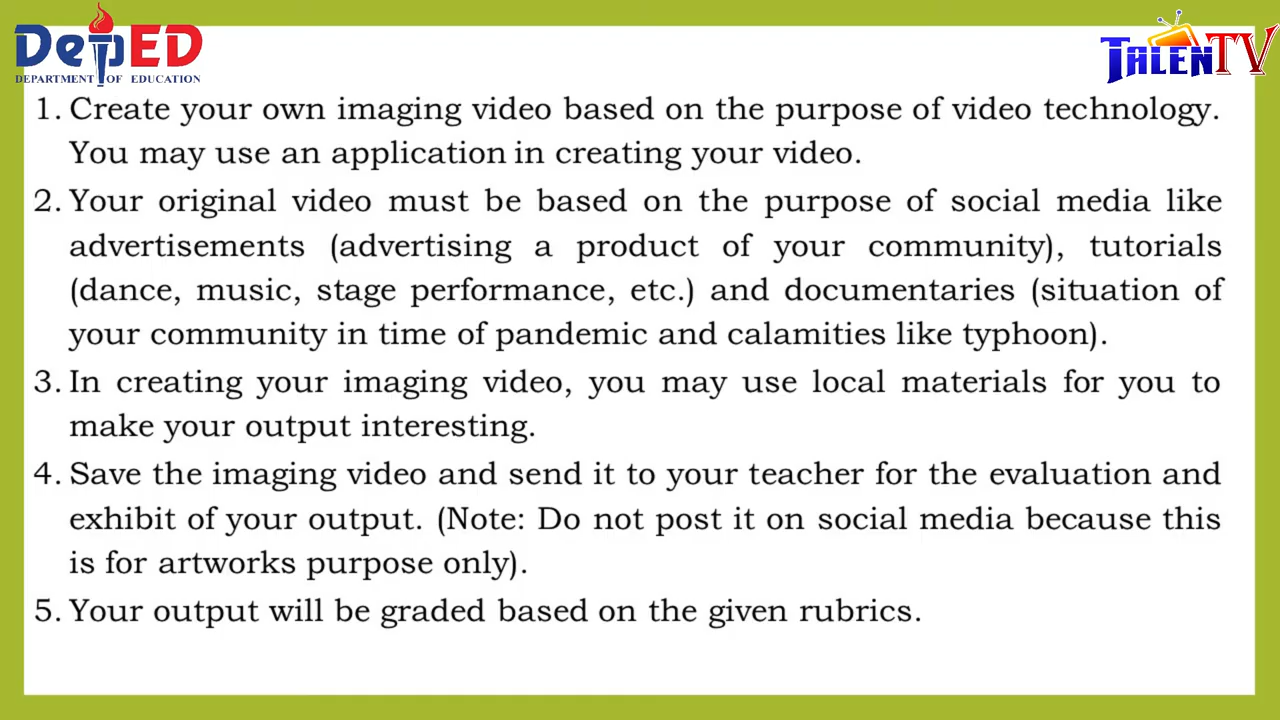 DepED
DEPARTMENT OF EDUCATION
TALENTV
1. Create your own imaging video based on the purpose of video technology.
You may use an application in creating your video.
2. Your original video must be based on the purpose of social media like
advertisements (advertising a product of your community), tutorials
(dance, music, stage performance, etc.) and documentaries (situation of
your community in time of pandemic and calamities like typhoon).
3. In creating your imaging video, you may use local materials for you to
make your output interesting.
4. Save the imaging video and send it to your teacher for the evaluation and
exhibit of your output. (Note: Do not post it on social media because this
is for artworks purpose only).
5. Your output will be graded based on the given rubrics.